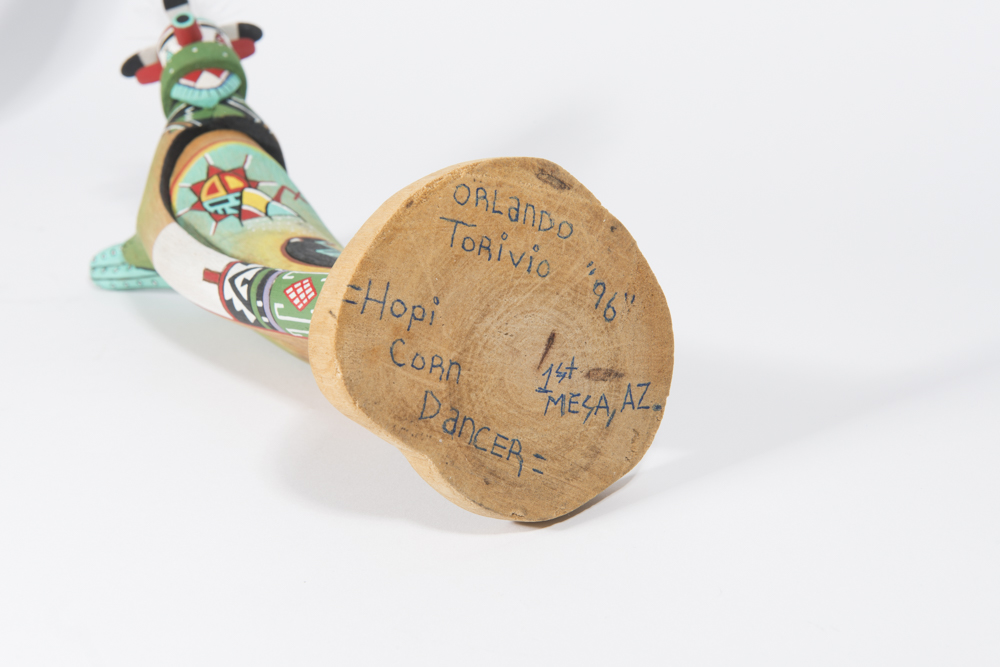 ORLanDO
TORiViO
"96"
=Hopi
CORn
DanCER=
1st
MESA, AZ.